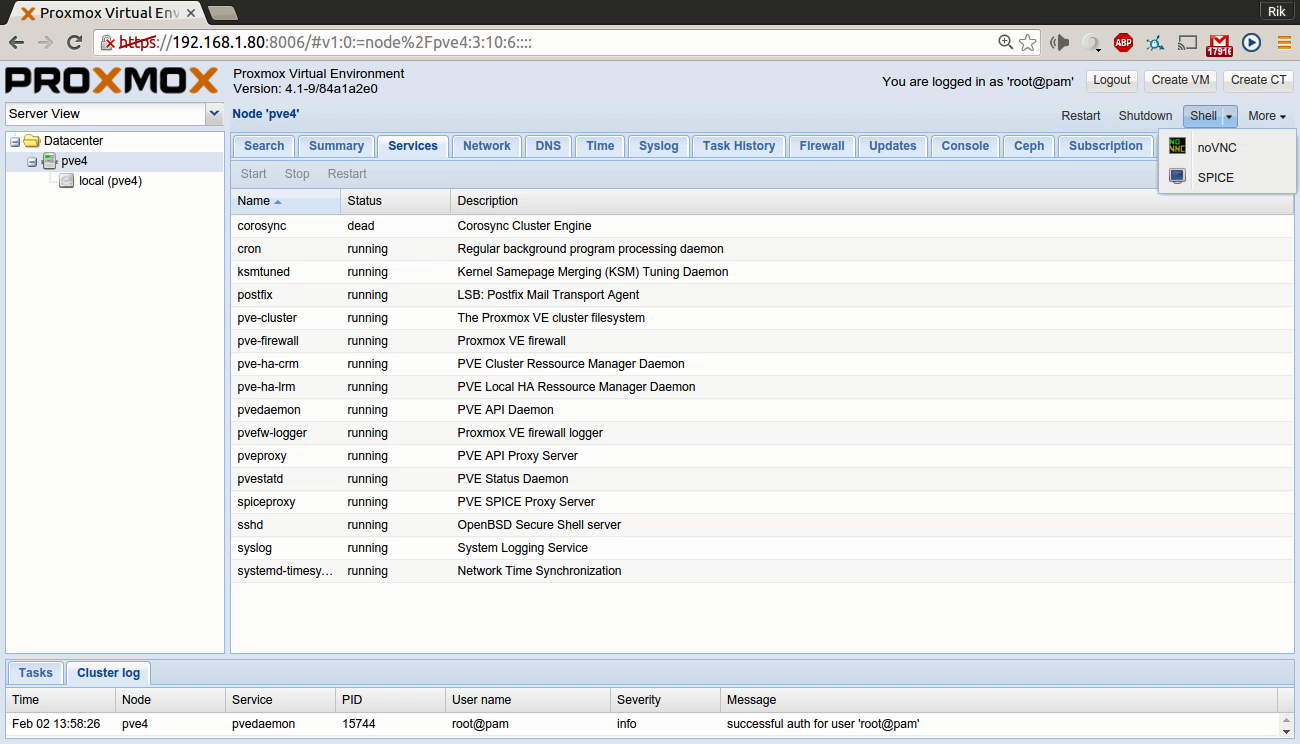 Proxmox Virtual Env
Rik
https://192.168.1.80:8006/#v1:0:=node%2Fpve4:3:10:6::::
ABP
17916
PROXMOX
Proxmox Virtual Environment
Version: 4.1-9/84a1a2e0
You are logged in as 'root@pam' Logout Create VM Create CT
Server View
Node 'pve4' Restart Shutdown Shell More
Datacenter
pve4
local (pve4)
Search Summary Services Network DNS Time Syslog Task History Firewall Updates Console Ceph Subscription
noVNC
SPICE
Start Stop Restart
Name Status Description
corosync dead Corosync Cluster Engine
cron running Regular background program processing daemon
ksmtuned running Kernel Samepage Merging (KSM) Tuning Daemon
postfix running LSB: Postfix Mail Transport Agent
pve-cluster running The Proxmox VE cluster filesystem
pve-firewall running Proxmox VE firewall
pve-ha-crm running PVE Cluster Ressource Manager Daemon
pve-ha-lrm running PVE Local HA Ressource Manager Daemon
pvedaemon running PVE API Daemon
pvefw-logger running Proxmox VE firewall logger
pveproxy running PVE API Proxy Server
pvestatd running PVE Status Daemon
spiceproxy running PVE SPICE Proxy Server
sshd running OpenBSD Secure Shell server
syslog running System Logging Service
systemd-timesy... running Network Time Synchronization
Tasks Cluster log
Time Node Service PID User name Severity Message
Feb 02 13:58:26 pve4 pvedaemon 15744 root@pam info successful auth for user 'root@pam'